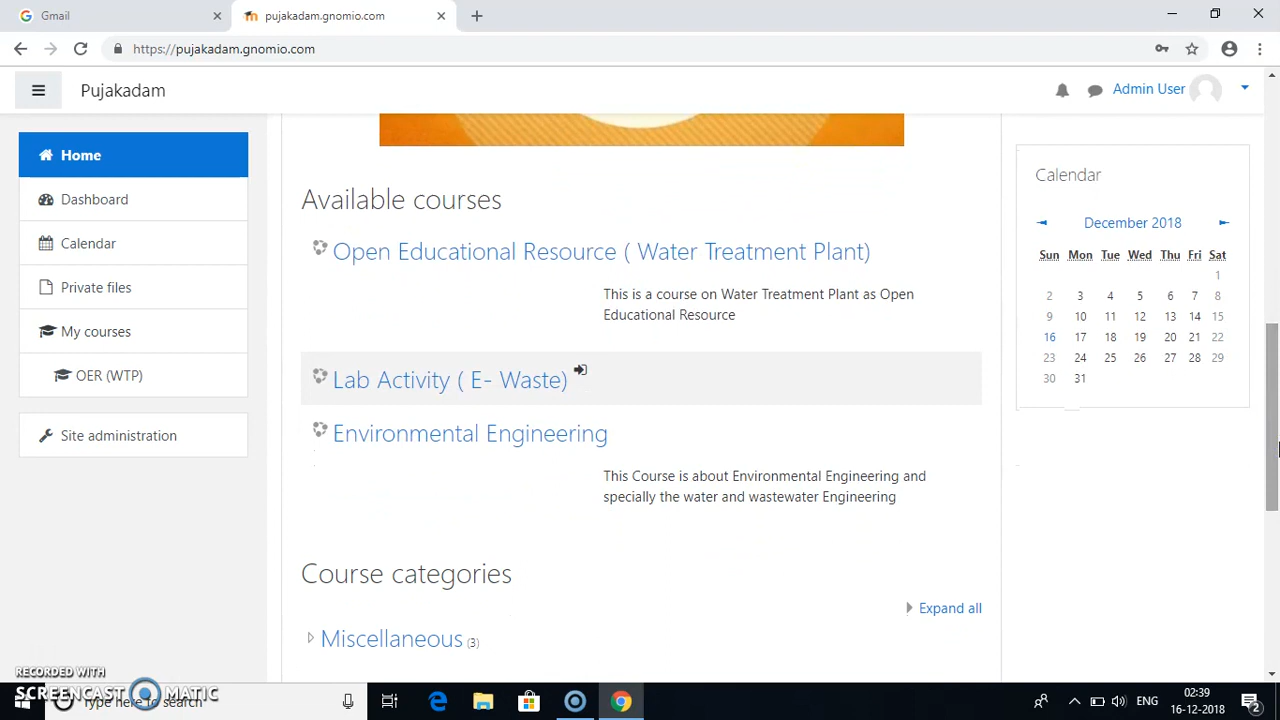 Gmail
pujakadam.gnomio.com
https://pujakadam.gnomio.com
Pujakadam
Admin User
Home
Dashboard
Calendar
Private files
My courses
OER (WTP)
Site administration
Available courses
Open Educational Resource ( Water Treatment Plant)
This is a course on Water Treatment Plant as Open
Educational Resource
Lab Activity ( E- Waste)
Environmental Engineering
This Course is about Environmental Engineering and
specially the water and wastewater Engineering
Course categories
Expand all
Miscellaneous (3)
Calendar
December 2018
Sun Mon Tue Wed Thu Fri Sat
1
2 3 4 5 6 7 8
9 10 11 12 13 14 15
16 17 18 19 20 21 22
23 24 25 26 27 28 29
30 31
RECORDED WITH
SCREENCAST MATIC
Type here to search
ENG
02:39
16-12-2018
2